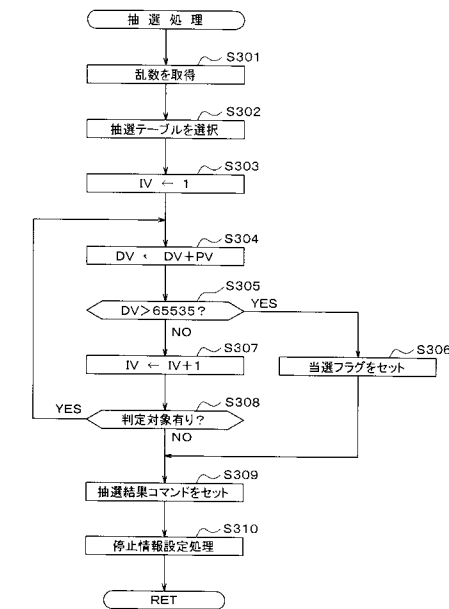 抽選処理
S301
乱数を取得
S302
抽選テーブルを選択
S303
IV ← 1
S304
DV ← DV+PV
S305
DV>65535?
YES
NO
S306
当選フラグをセット
S307
IV ← IV+1
S308
判定対象有り?
YES
NO
S309
抽選結果コマンドをセット
S310
停止情報設定処理
RET